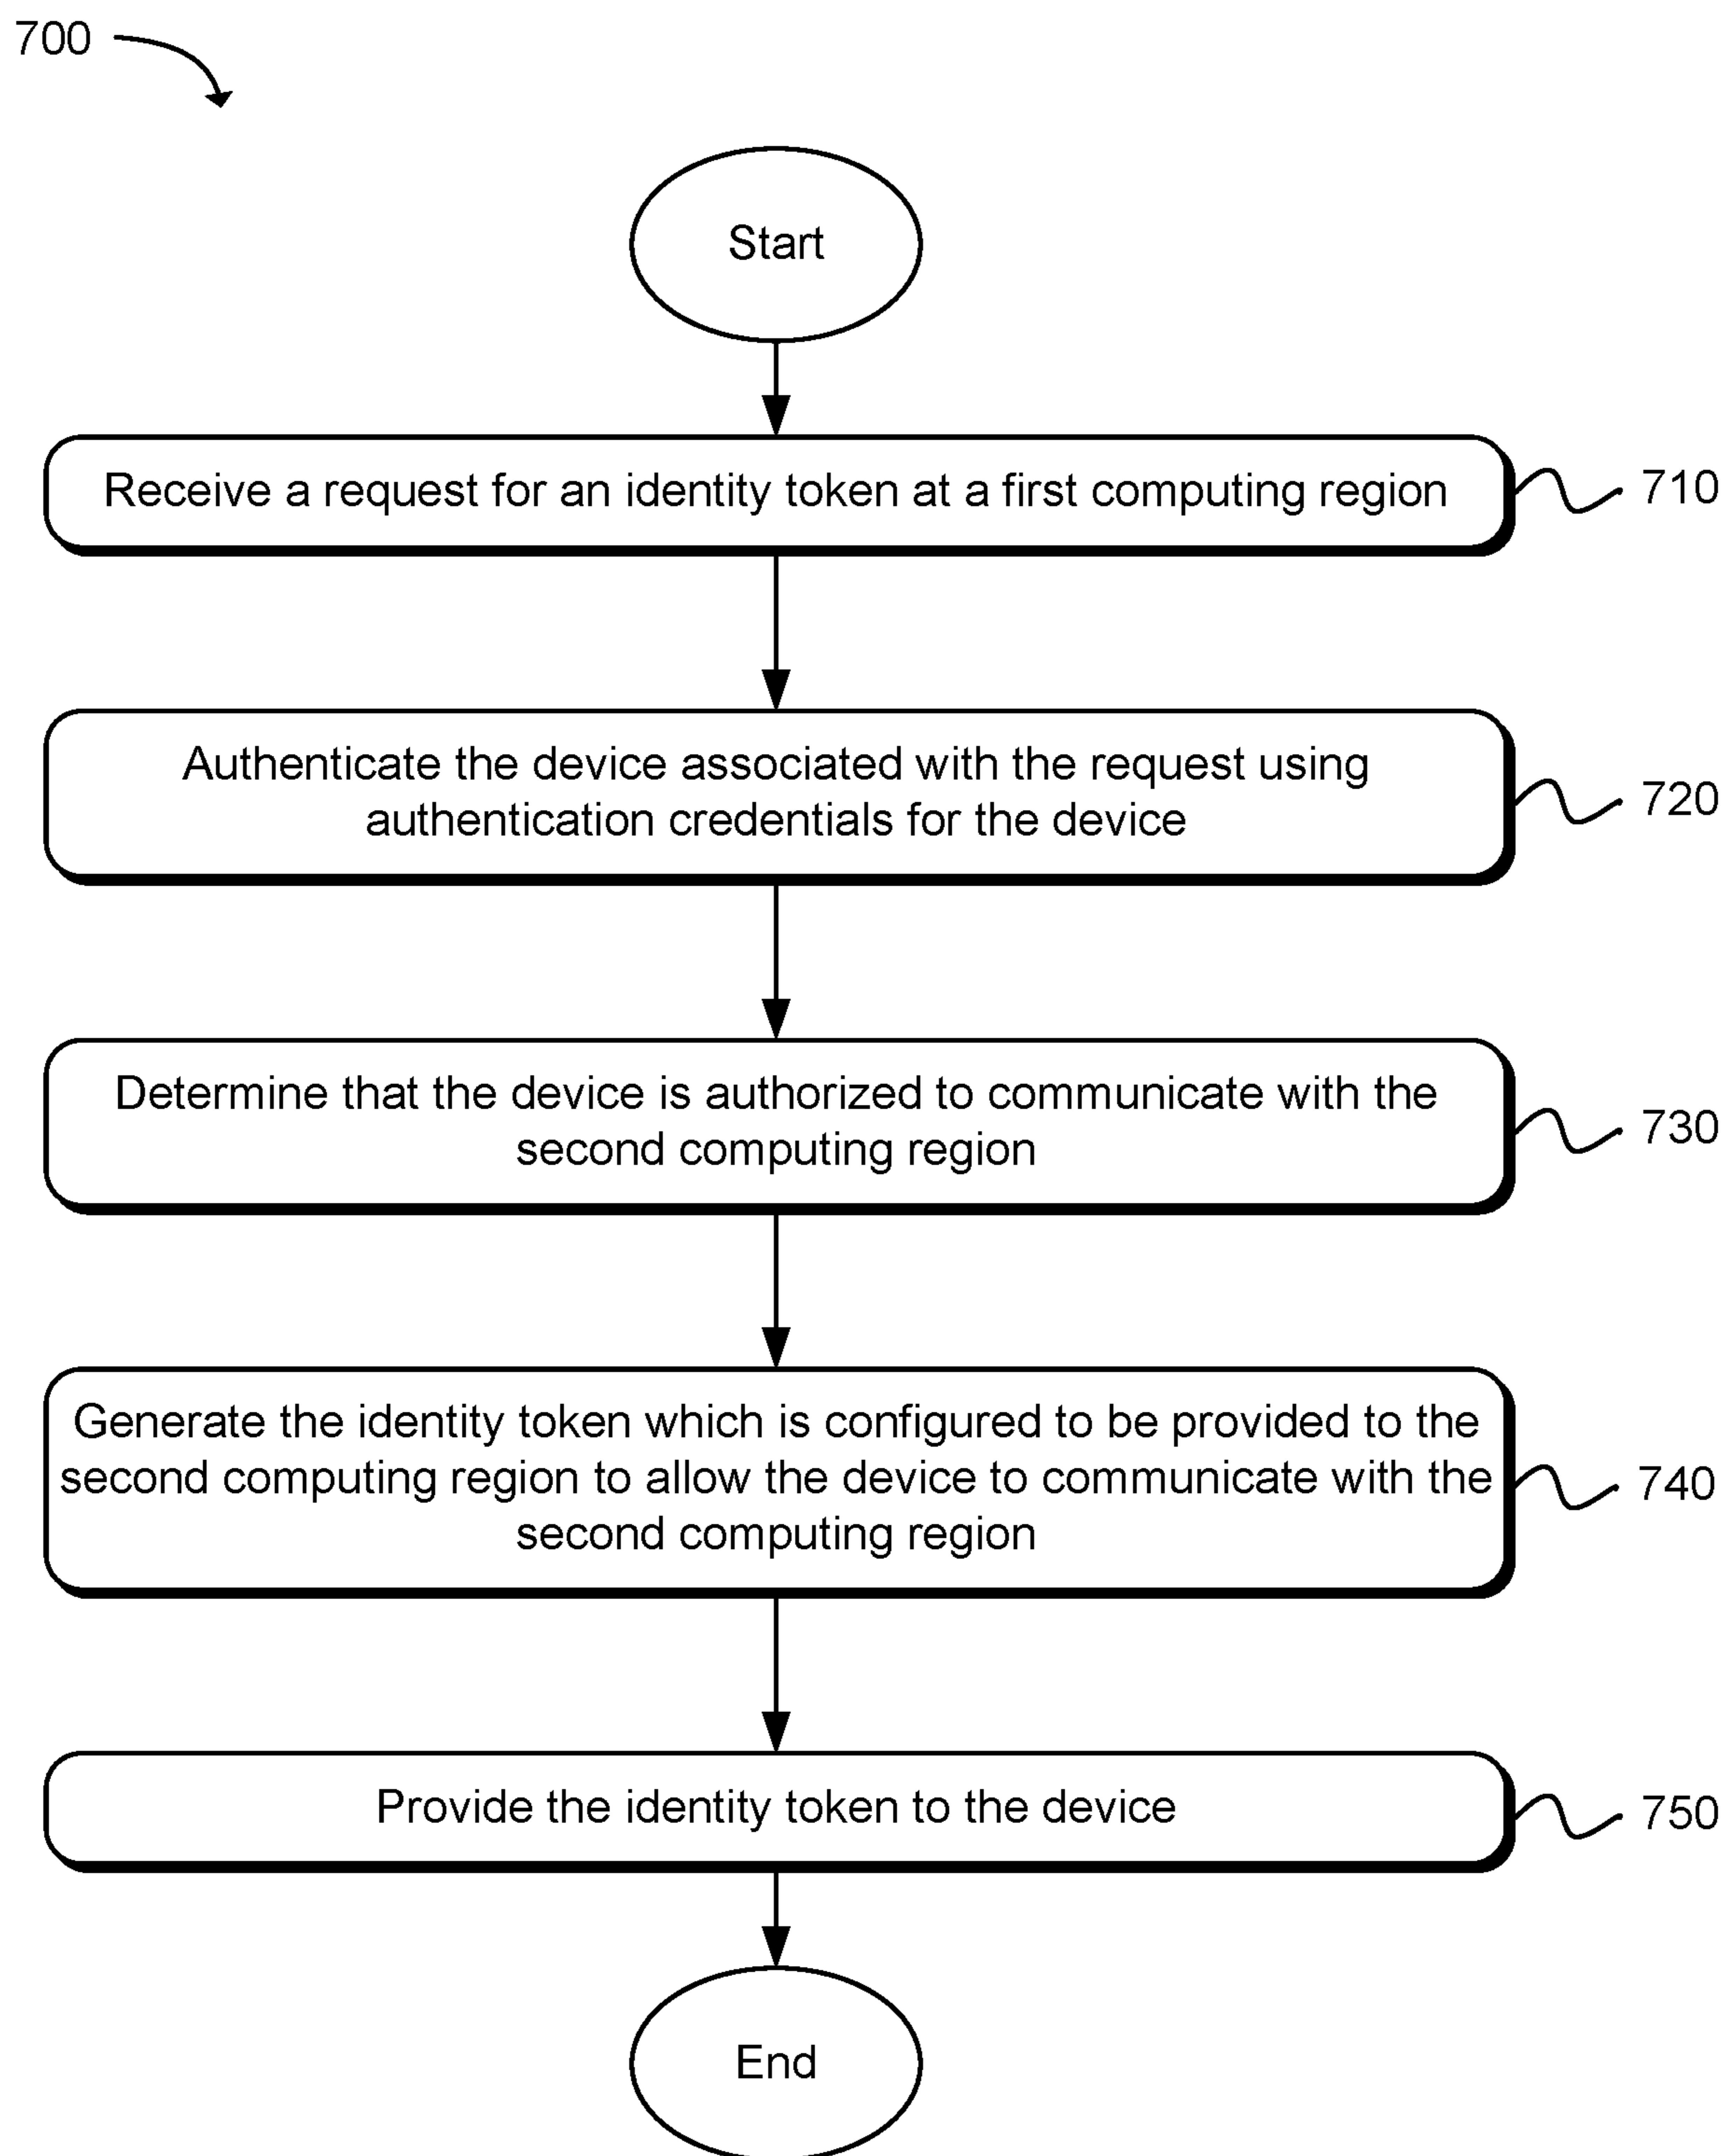 700
Start
Receive a request for an identity token at a first computing region
710
Authenticate the device associated with the request using
authentication credentials for the device
720
Determine that the device is authorized to communicate with the
second computing region
730
Generate the identity token which is configured to be provided to the
second computing region to allow the device to communicate with the
second computing region
740
Provide the identity token to the device
750
End